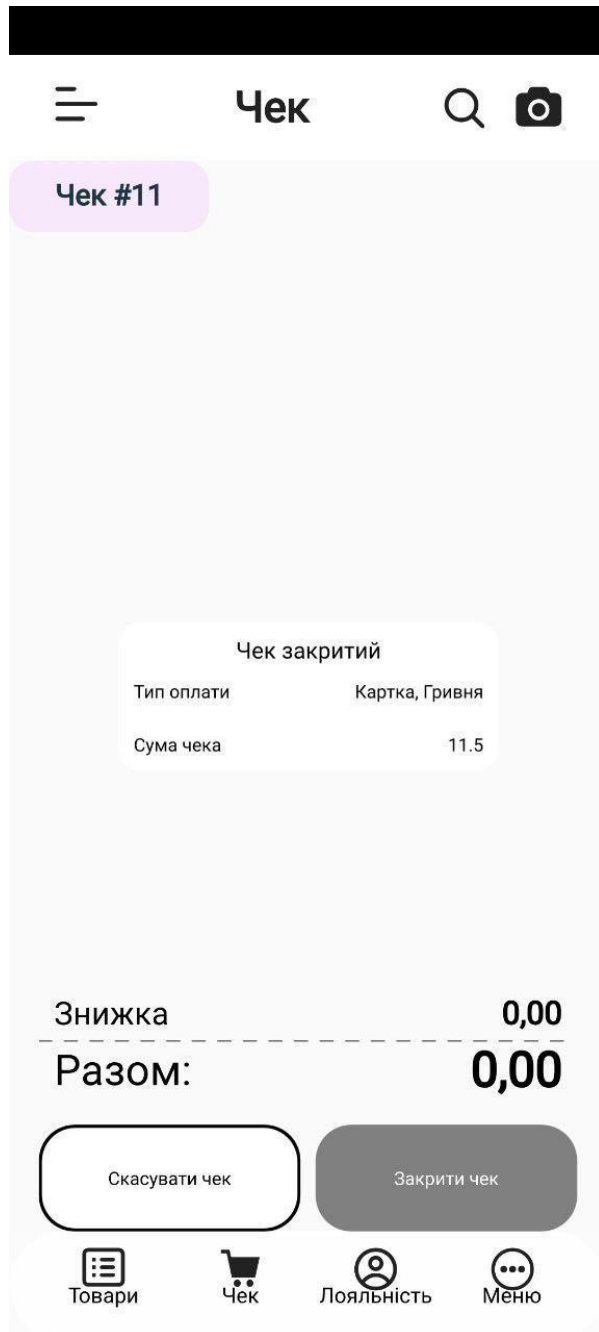 Чек
Чек #11
Чек закритий
Тип оплати Картка, Гривня
Сума чека 11.5
Знижка 0,00
Разом: 0,00
Скасувати чек Закрити чек
Товари Чек Лояльність Меню